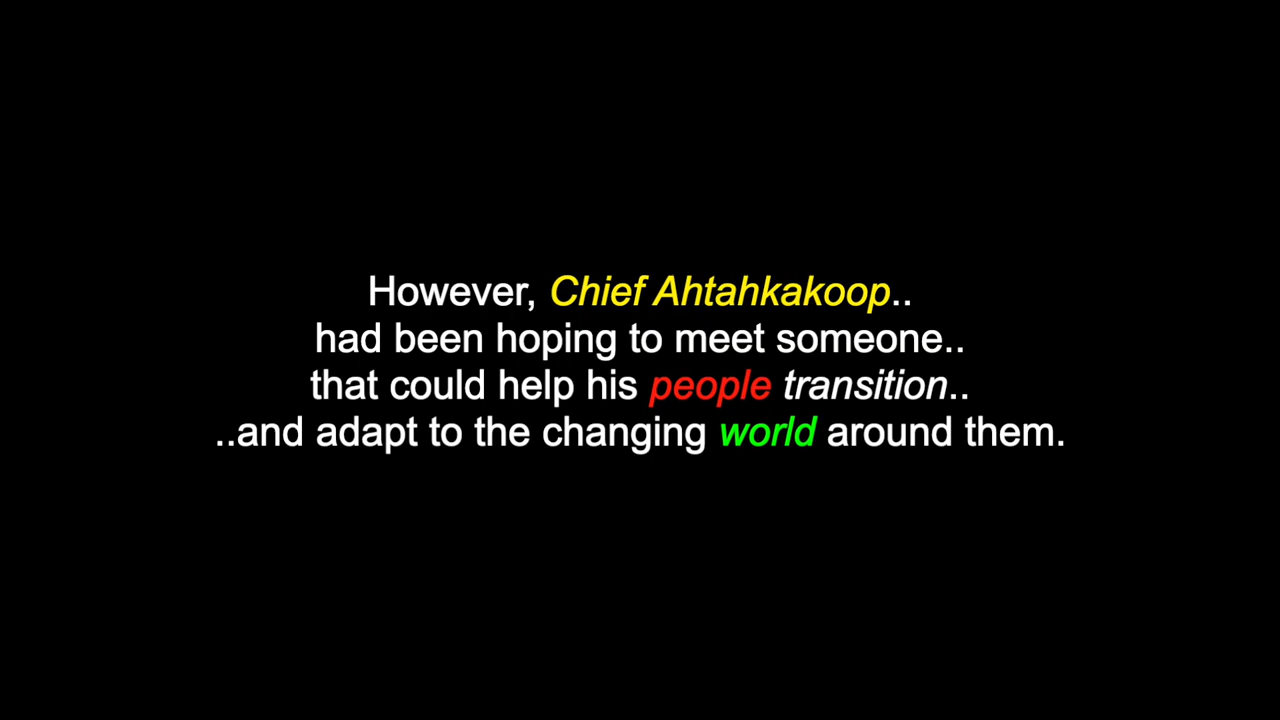 However, Chief Ahtahkakoop..
had been hoping to meet someone..
that could help his people transition..
..and adapt to the changing world around them.